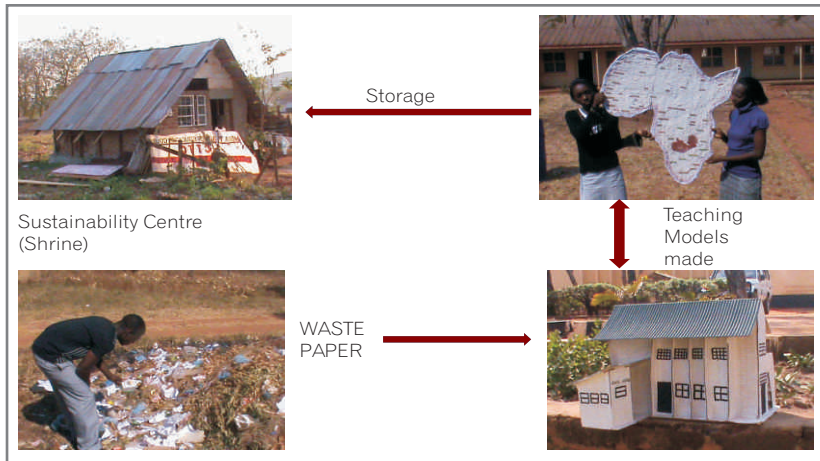 Storage
Sustainability Centre
(Shrine)
Teaching
Models
made
WASTE
PAPER